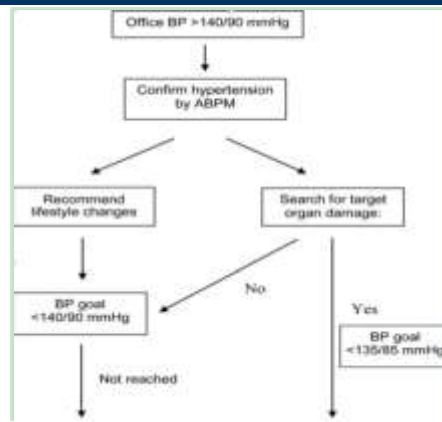 Office BP >140/90 mmHg
Confirm hypertension
by ABPM
Recommend
lifestyle changes
Search for target
organ damage:
No
Yes
BP goal
<140/90 mmHg
BP goal
<135/85 mmHg
Not reached